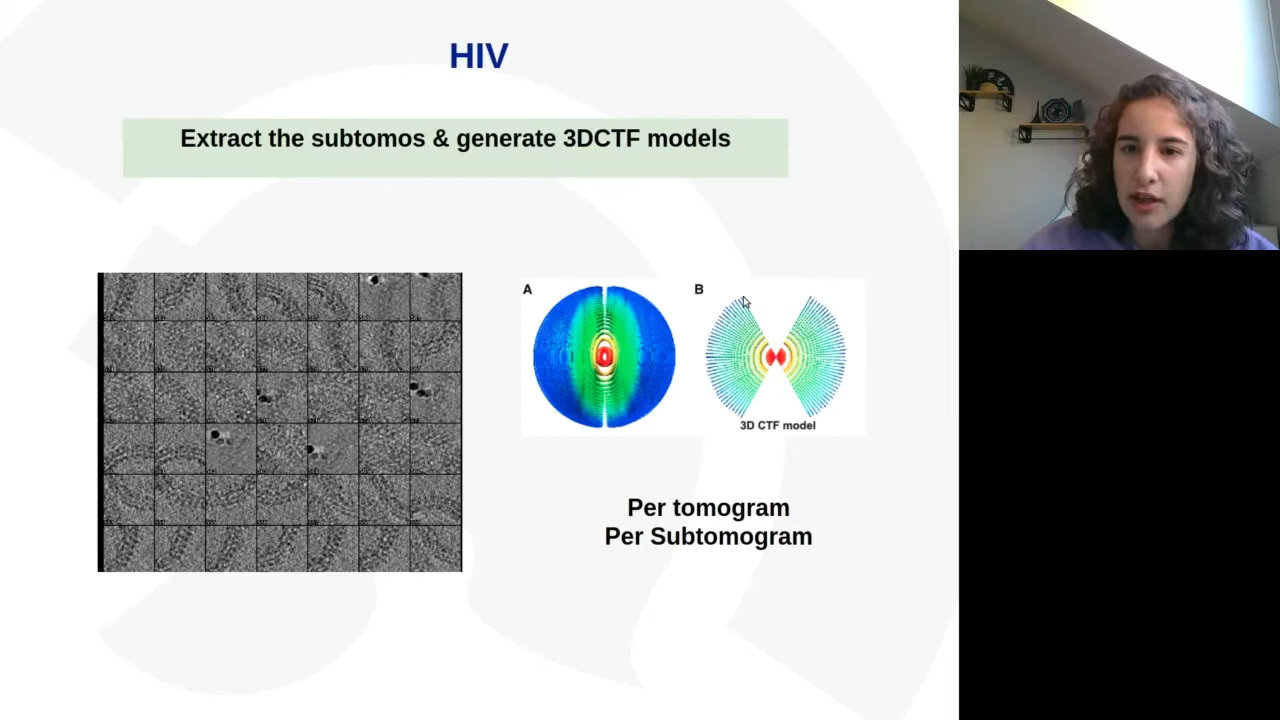 HIV
Extract the subtomos & generate 3DCTF models
A
B
3D CTF model
Per tomogram
Per Subtomogram